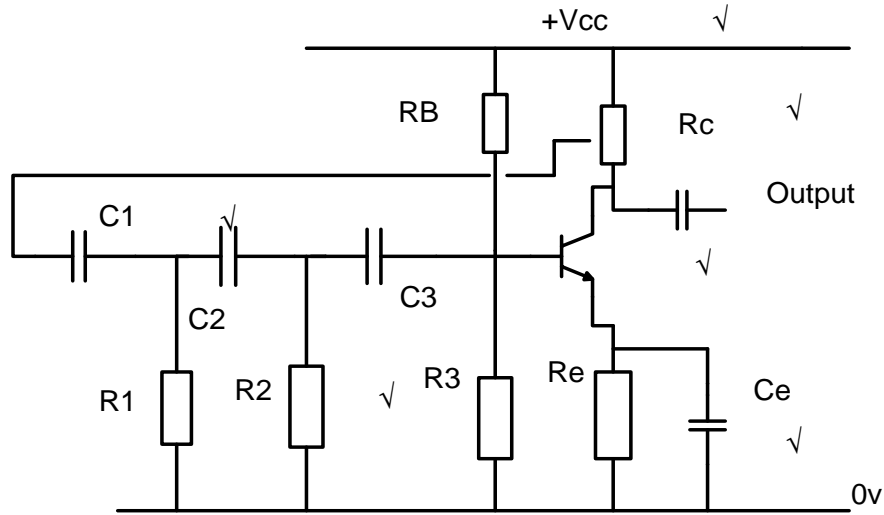 +Vcc √
RB Rc √
Output
C1 √
C2 C3 √
R1 R2 √ R3 Re Ce
√
0v